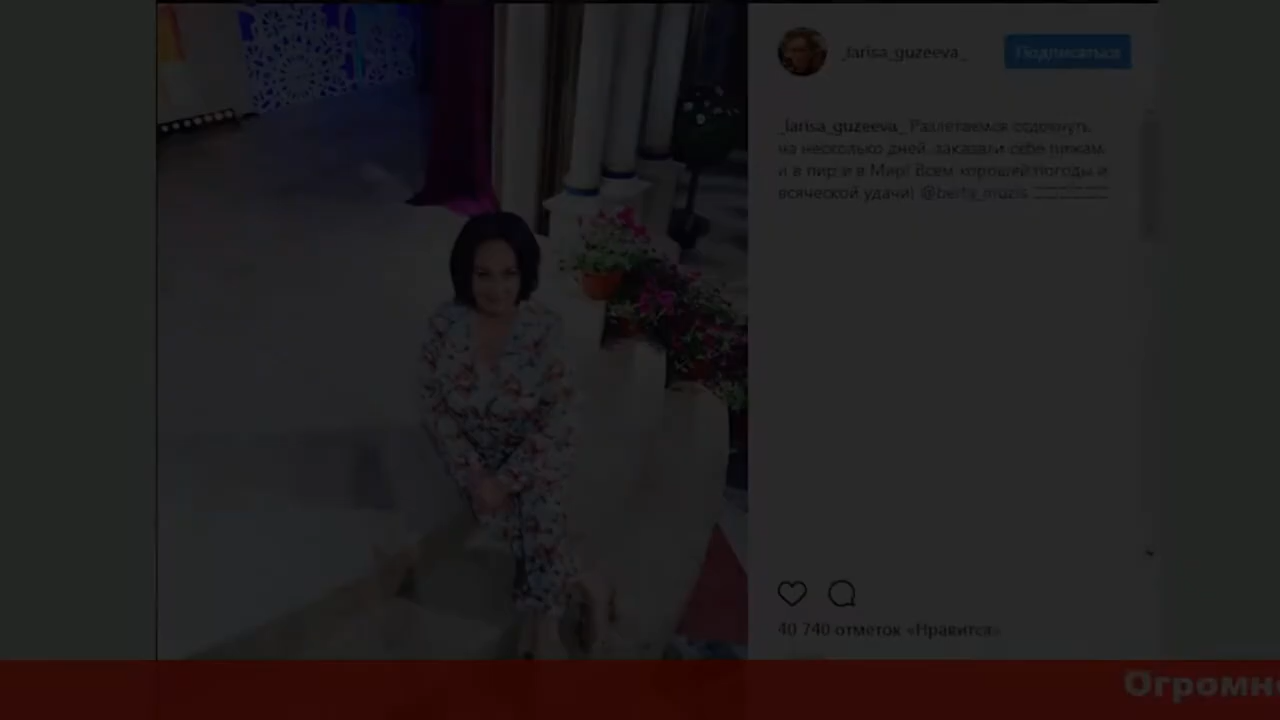 _larisa_guzeeva_
Подписаться
_larisa_guzeeva_ Разлетаемся отдохнуть
на несколько дней, заказали себе пижам
и в пир и в Мир! Всем хорошей погоды и
всяческой удачи!
40 740 отметок «Нравится»
Огромн